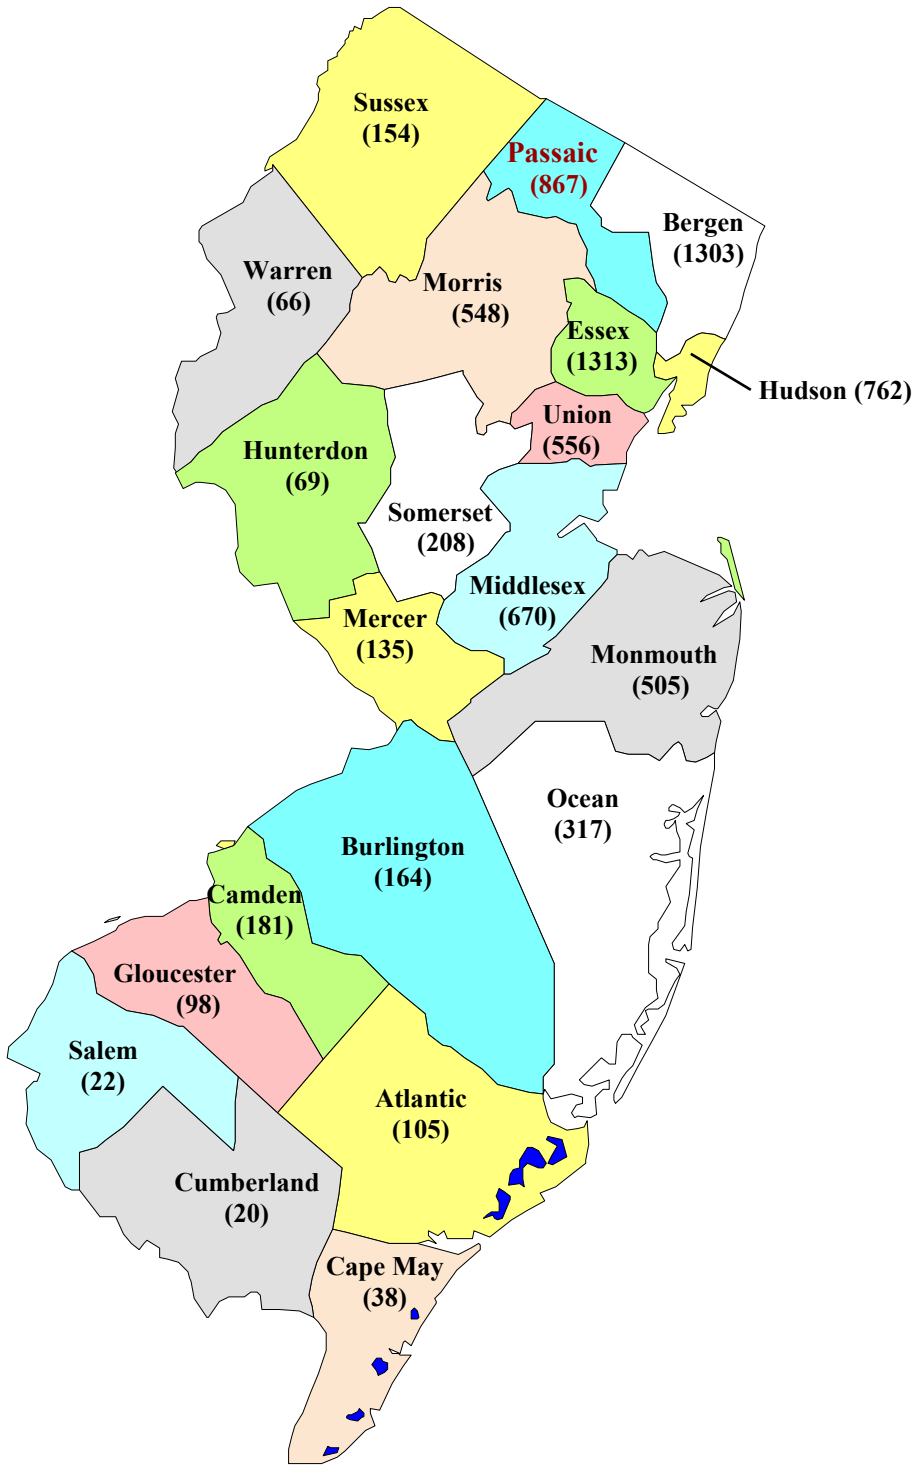 Sussex
(154)
Passaic
(867)
Bergen
(1303)
Warren
(66)
Morris
(548)
Essex
(1313)
Hudson (762)
Union
(556)
Hunterdon
(69)
Somerset
(208)
Middlesex
(670)
Mercer
(135)
Monmouth
(505)
Ocean
(317)
Burlington
(164)
Camden
(181)
Gloucester
(98)
Salem
(22)
Atlantic
(105)
Cumberland
(20)
Cape May
(38)